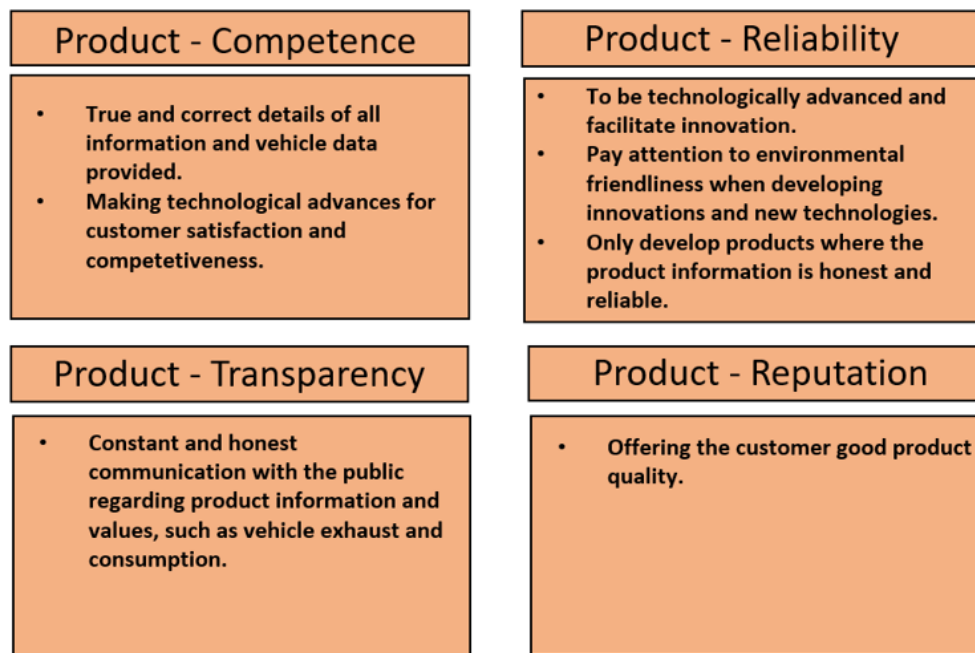 Product - Competence
• True and correct details of all
information and vehicle data
provided.
• Making technological advances for
customer satisfaction and
competetiveness.
Product - Reliability
• To be technologically advanced and
facilitate innovation.
• Pay attention to environmental
friendliness when developing
innovations and new technologies.
• Only develop products where the
product information is honest and
reliable.
Product - Transparency
• Constant and honest
communication with the public
regarding product information and
values, such as vehicle exhaust and
consumption.
Product - Reputation
• Offering the customer good product
quality.